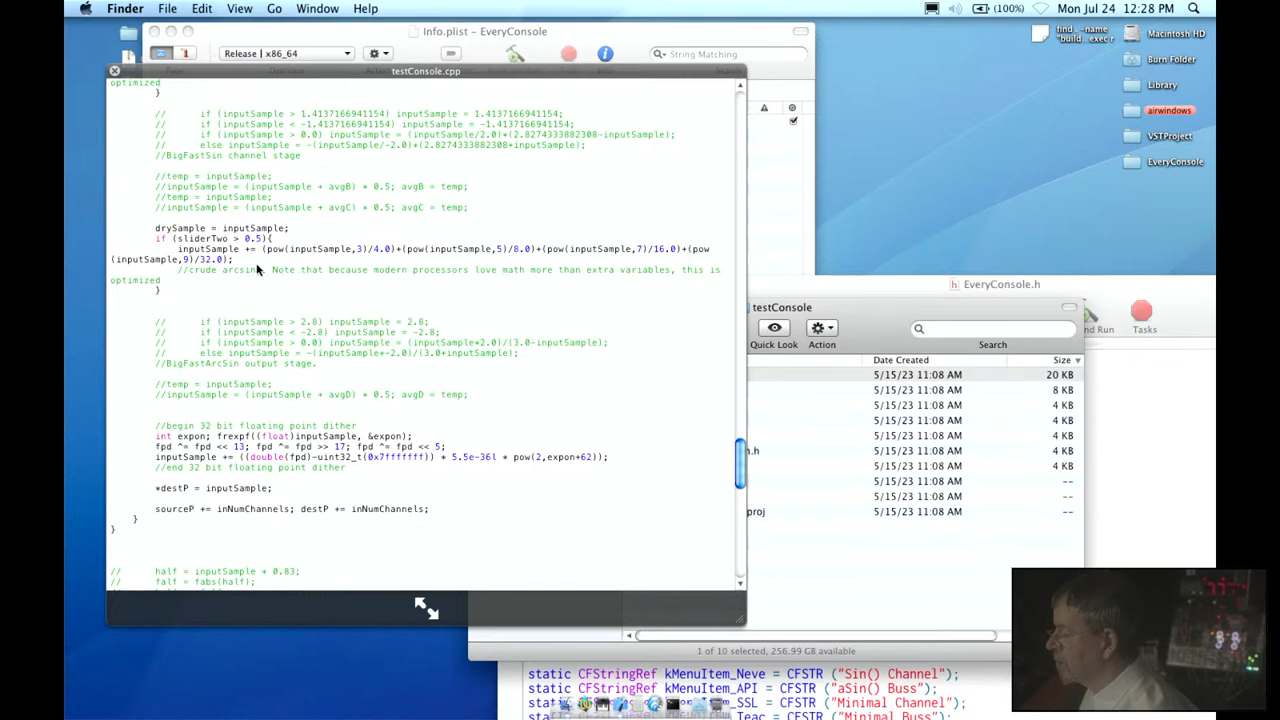 Finder File Edit View Go Window Help
(100%) Mon Jul 24 12:28 PM
Info.plist - EveryConsole
Release | x86_64
String Matching
find . -name
"build. exec r
Macintosh HD
Burn Folder
Library
airwindows
VSTProject
EveryConsole
testConsole.cpp
optimized
}
// if (inputSample > 1.4137166941154) inputSample = 1.4137166941154;
// if (inputSample < -1.4137166941154) inputSample = -1.4137166941154;
// if (inputSample > 0.0) inputSample = (inputSample/2.0)*(2.8274333882308-inputSample);
// else inputSample = -(inputSample/-2.0)*(2.8274333882308+inputSample);
//BigFastSin channel stage
//temp = inputSample;
//inputSample = (inputSample + avgB) * 0.5; avgB = temp;
//temp = inputSample;
//inputSample = (inputSample + avgC) * 0.5; avgC = temp;
drySample = inputSample;
if (sliderTwo > 0.5){
inputSample += (pow(inputSample,3)/4.0)+(pow(inputSample,5)/8.0)+(pow(inputSample,7)/16.0)+(pow
(inputSample,9)/32.0);
//crude arcsin. Note that because modern processors love math more than extra variables, this is
optimized
}
// if (inputSample > 2.8) inputSample = 2.8;
// if (inputSample < -2.8) inputSample = -2.8;
// if (inputSample > 0.0) inputSample = (inputSample*2.0)/(3.0-inputSample);
// else inputSample = -(inputSample*-2.0)/(3.0+inputSample);
//BigFastArcSin output stage.
//temp = inputSample;
//inputSample = (inputSample + avgD) * 0.5; avgD = temp;
//begin 32 bit floating point dither
int expon; frexpf((float)inputSample, &expon);
fpd ^= fpd << 13; fpd ^= fpd >> 17; fpd ^= fpd << 5;
inputSample += ((double(fpd)-uint32_t(0x7fffffff)) * 5.5e-36l * pow(2,expon+62));
//end 32 bit floating point dither
*destP = inputSample;
sourceP += inNumChannels; destP += inNumChannels;
}
}
// half = inputSample * 0.83;
// falf = fabs(half);
EveryConsole.h
testConsole
nd Run
Tasks
Quick Look
Action
Search
Date Created
Size
5/15/23 11:08 AM 20 KB
5/15/23 11:08 AM 8 KB
5/15/23 11:08 AM 4 KB
5/15/23 11:08 AM 4 KB
5/15/23 11:08 AM 4 KB
.h 5/15/23 11:08 AM 4 KB
5/15/23 11:08 AM 4 KB
5/15/23 11:08 AM --
5/15/23 11:08 AM --
proj 5/15/23 11:08 AM --
1 of 10 selected, 256.99 GB available
static CFStringRef kMenuItem_Neve = CFSTR ("Sin() Channel");
static CFStringRef kMenuItem_API = CFSTR ("aSin() Buss");
static CFStringRef kMenuItem_SSL = CFSTR ("Minimal Channel");
static CFStringRef kMenuItem_Teac = CFSTR ("Minimal Buss");